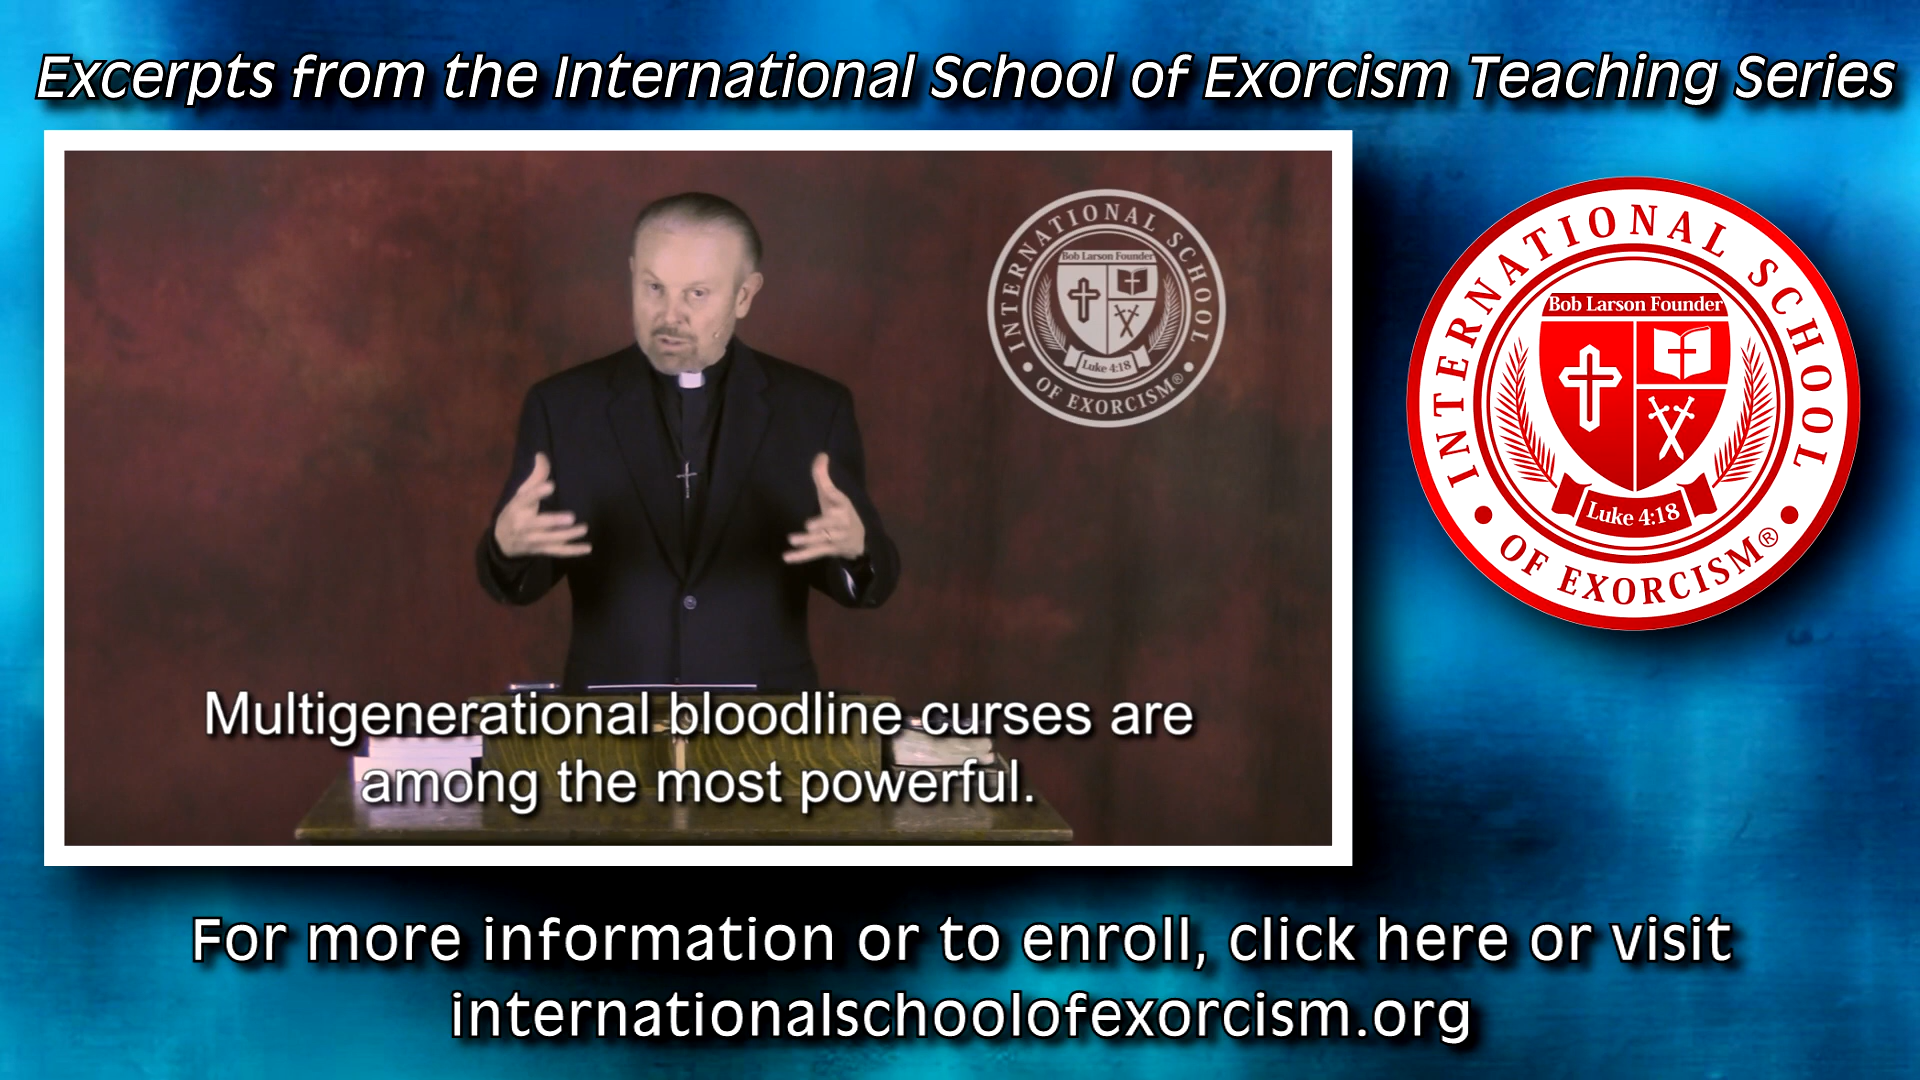 Excerpts from the International School of Exorcism Teaching Series
INTERNATIONAL SCHOOL
Bob Larson Founder
Luke 4:18
• OF EXORCISM® •
INTERNATIONAL SCHOOL
Bob Larson Founder
Luke 4:18
• OF EXORCISM® •
Multigenerational bloodline curses are
among the most powerful.
For more information or to enroll, click here or visit
internationalschoolofexorcism.org